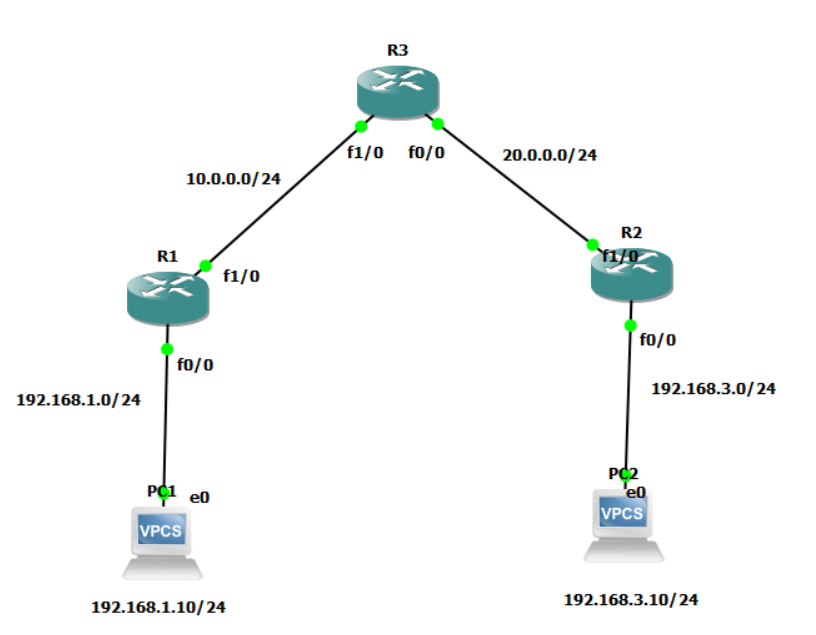 R3
f1/0
f0/0
20.0.0.0/24
10.0.0.0/24
R2
R1
f1/0
f1/0
f0/0
f0/0
192.168.3.0/24
192.168.1.0/24
PC2
e0
PC1
e0
VPCS
VPCS
192.168.3.10/24
192.168.1.10/24